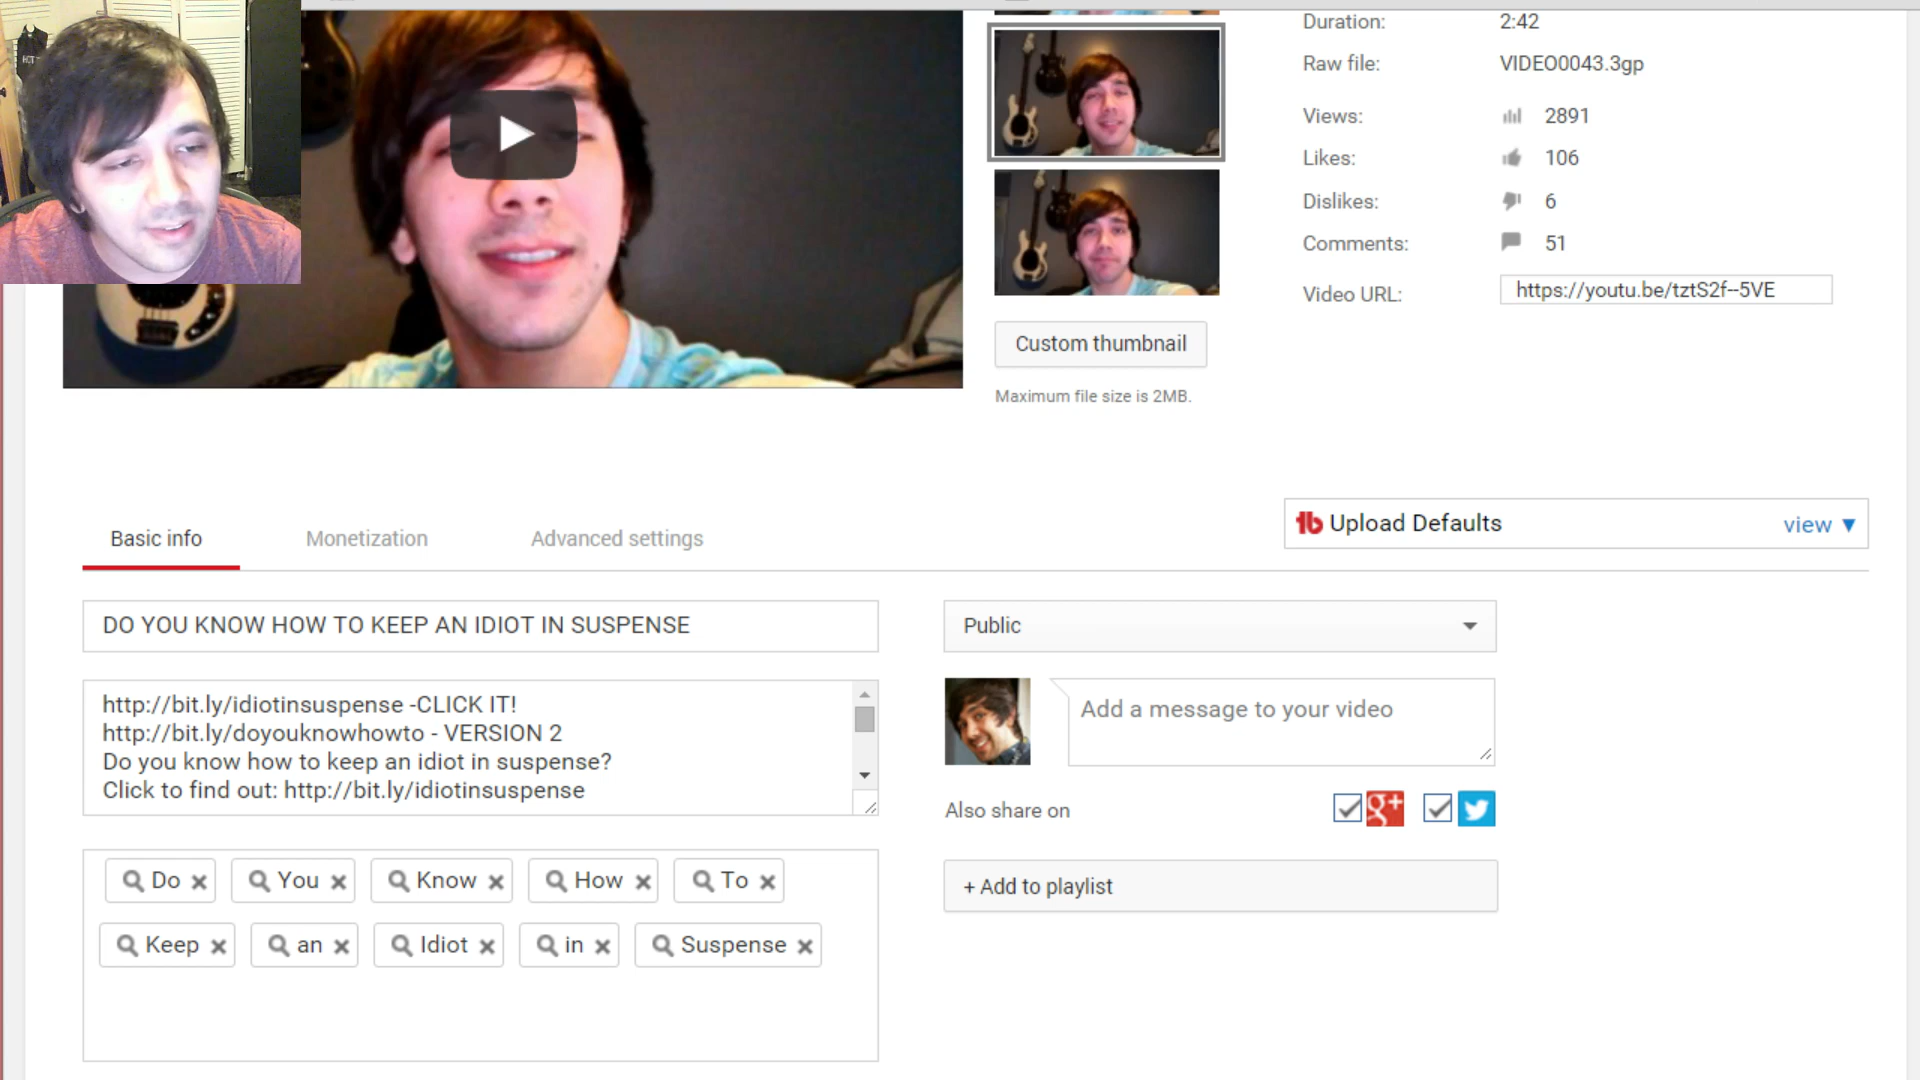 Duration: 2:42
Raw file: VIDEO0043.3gp
Views: 2891
Likes: 106
Dislikes: 6
Comments: 51
Video URL: https://youtu.be/tztS2f--5VE
Custom thumbnail
Maximum file size is 2MB.
Basic info Monetization Advanced settings
tb Upload Defaults view ▼
DO YOU KNOW HOW TO KEEP AN IDIOT IN SUSPENSE
Public
http://bit.ly/idiotinsuspense -CLICK IT!
http://bit.ly/doyouknowhowto - VERSION 2
Do you know how to keep an idiot in suspense?
Click to find out: http://bit.ly/idiotinsuspense
Add a message to your video
Also share on g+
Do × You × Know × How × To ×
Keep × an × Idiot × in × Suspense ×
+ Add to playlist